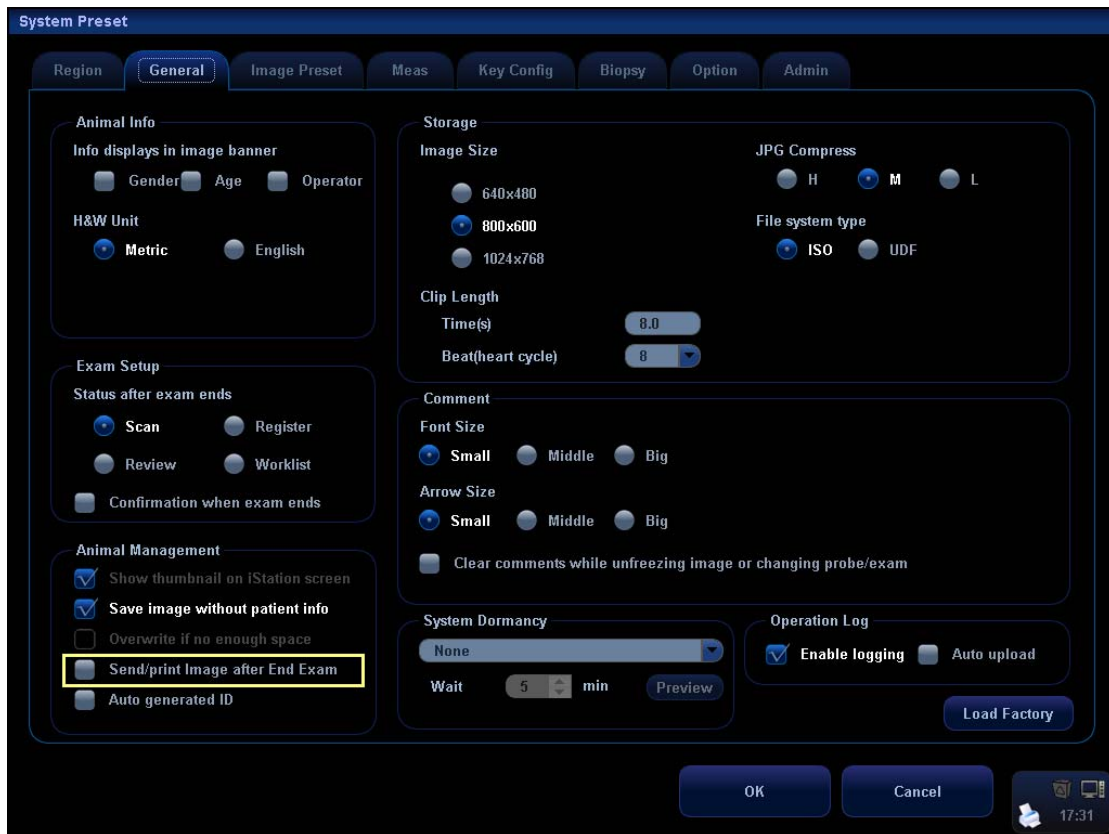 System Preset
Region General Image Preset Meas Key Config Biopsy Option Admin
Animal Info
Info displays in image banner
Gender Age Operator
H&W Unit
Metric English
Exam Setup
Status after exam ends
Scan Register
Review Worklist
Confirmation when exam ends
Animal Management
Show thumbnail on iStation screen
Save image without patient info
Overwrite if no enough space
Send/print Image after End Exam
Auto generated ID
Storage
Image Size
640x480
800x600
1024x768
JPG Compress
H M L
File system type
ISO UDF
Clip Length
Time(s) 8.0
Beat(heart cycle) 8
Comment
Font Size
Small Middle Big
Arrow Size
Small Middle Big
Clear comments while unfreezing image or changing probe/exam
System Dormancy
None
Wait 5 min Preview
Operation Log
Enable logging Auto upload
Load Factory
OK Cancel
17:31